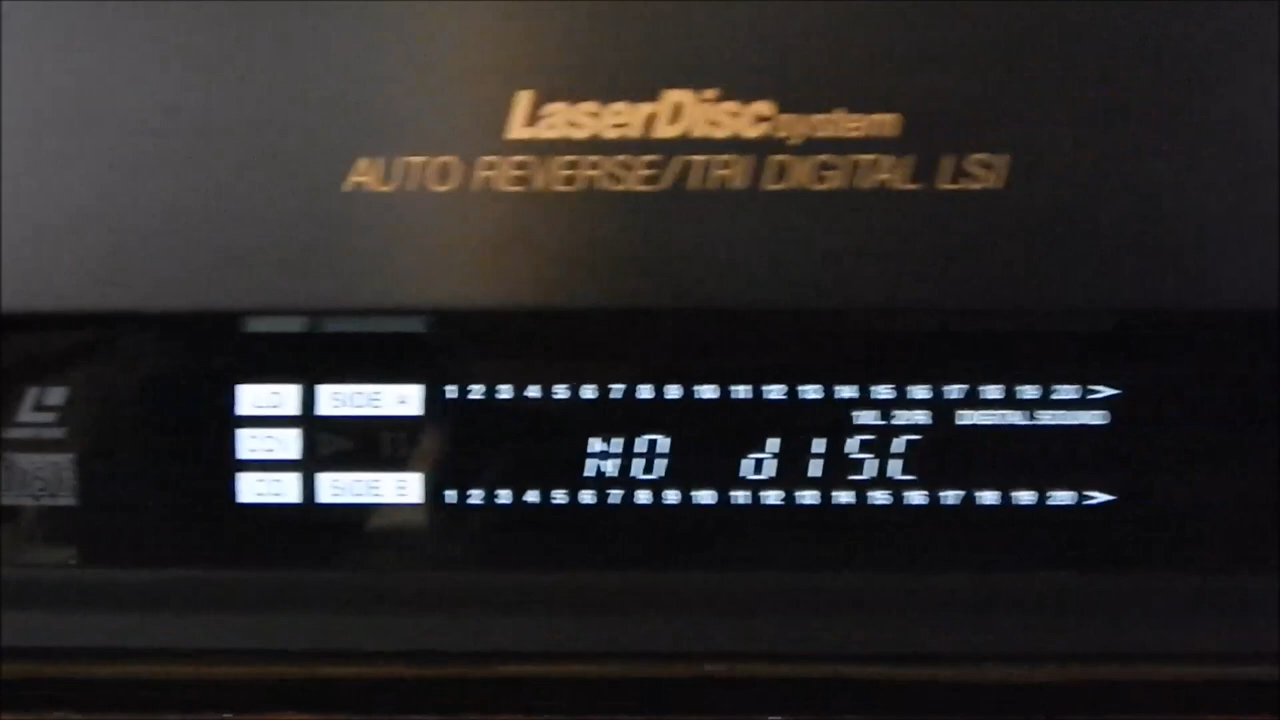 LaserDisc system
AUTO REVERSE/TRI DIGITAL LSI
LD SIDE A 1 2 3 4 5 6 7 8 9 10 11 12 13 14 15 16 17 18 19 20
DIGITAL SOUND
NO dISC
CD SIDE B 1 2 3 4 5 6 7 8 9 10 11 12 13 14 15 16 17 18 19 20